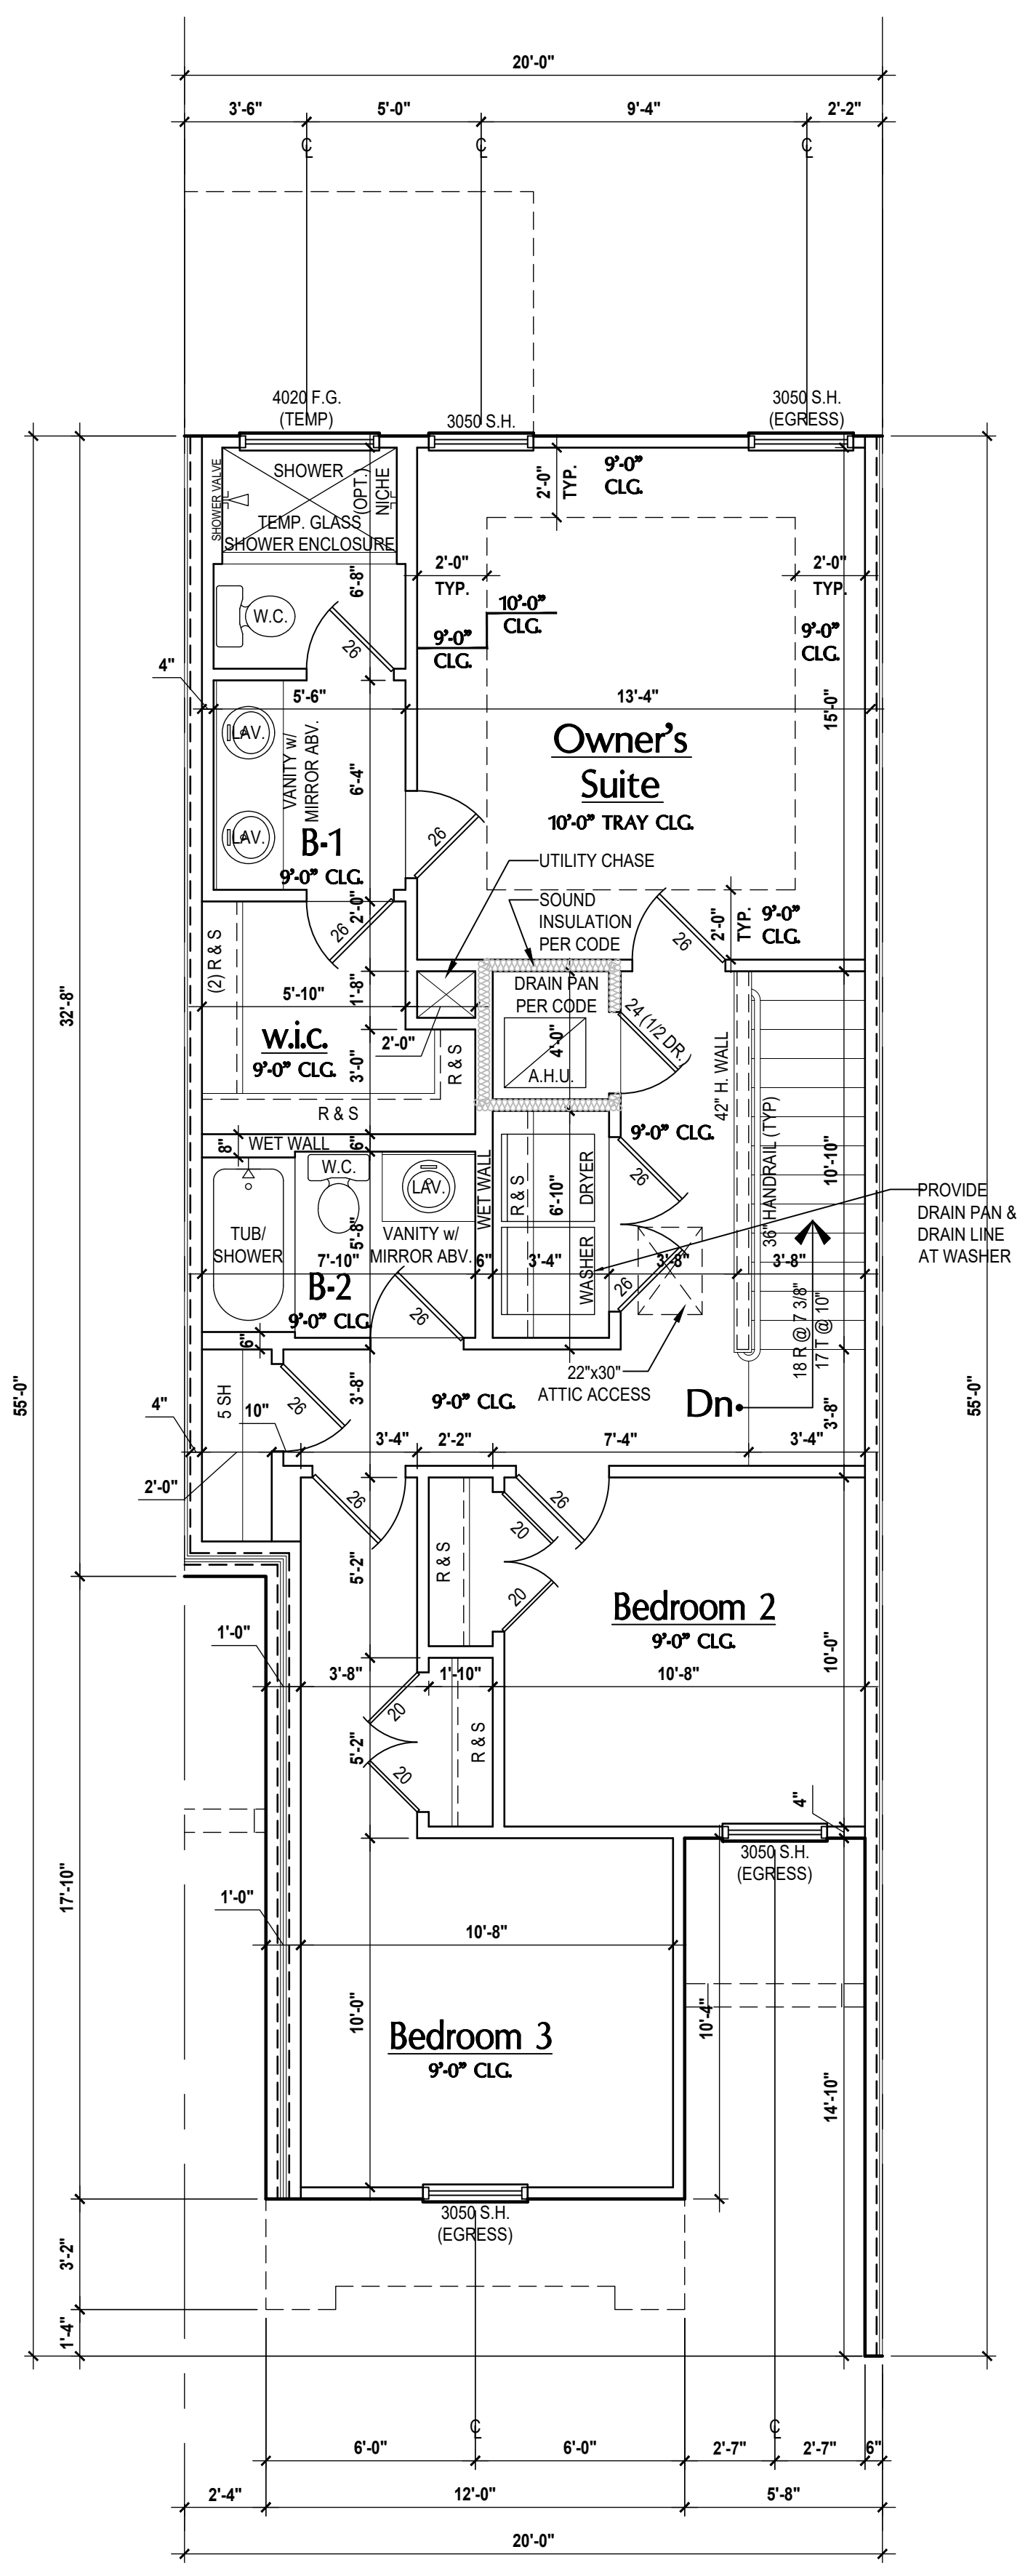 20'-0"
3'-6" 5'-0" 9'-4" 2'-2"
℄ ℄ ℄
4020 F.G.
(TEMP)
3050 S.H.
3050 S.H.
(EGRESS)
SHOWER VALVE
SHOWER
(OPT.)
NICHE
TEMP. GLASS
SHOWER ENCLOSURE
2'-0"
TYP.
9'-0"
CLG.
2'-0"
TYP.
2'-0"
TYP.
6'-8"
W.C.
26
10'-0"
CLG.
9'-0"
CLG.
9'-0"
CLG.
4"
5'-6"
13'-4"
15'-0"
LAV.
VANITY w/
MIRROR ABV.
6'-4"
LAV.
B-1
9'-0" CLG.
26
Owner's
Suite
10'-0" TRAY CLG.
UTILITY CHASE
SOUND
INSULATION
PER CODE
2'-0"
TYP.
9'-0"
CLG.
26
26
2'-0"
(2) R & S
5'-10"
1'-8"
2'-0"
DRAIN PAN
PER CODE
24 (1/2 DR.)
4'-0"
A.H.U.
32'-8"
W.I.C.
9'-0" CLG.
3'-0"
R & S
R & S
42" H. WALL
36" HANDRAIL (TYP)
9'-0" CLG.
10'-10"
8"
WET WALL
6"
W.C.
LAV.
WET WALL
R & S
6'-10"
DRYER
26
PROVIDE
DRAIN PAN &
DRAIN LINE
AT WASHER
TUB/
SHOWER
5'-8"
VANITY w/
MIRROR ABV.
7'-10"
6"
3'-4"
WASHER
3'-8"
3'-8"
B-2
9'-0" CLG.
26
26
18 R @ 7 3/8"
17 T @ 10"
6"
22"x30"
ATTIC ACCESS
5 SH
26
3'-8"
9'-0" CLG.
Dn
3'-8"
55'-0"
55'-0"
4"
10"
3'-4"
2'-2"
7'-4"
3'-4"
2'-0"
26
26
20
5'-2"
R & S
20
Bedroom 2
9'-0" CLG.
10'-0"
1'-0"
3'-8"
1'-10"
10'-8"
20
5'-2"
R & S
20
4"
3050 S.H.
(EGRESS)
17'-10"
1'-0"
10'-8"
10'-0"
Bedroom 3
9'-0" CLG.
10'-4"
14'-10"
3050 S.H.
(EGRESS)
3'-2"
1'-4"
℄ ℄
6'-0" 6'-0" 2'-7" 2'-7" 6"
2'-4" 12'-0" 5'-8"
20'-0"